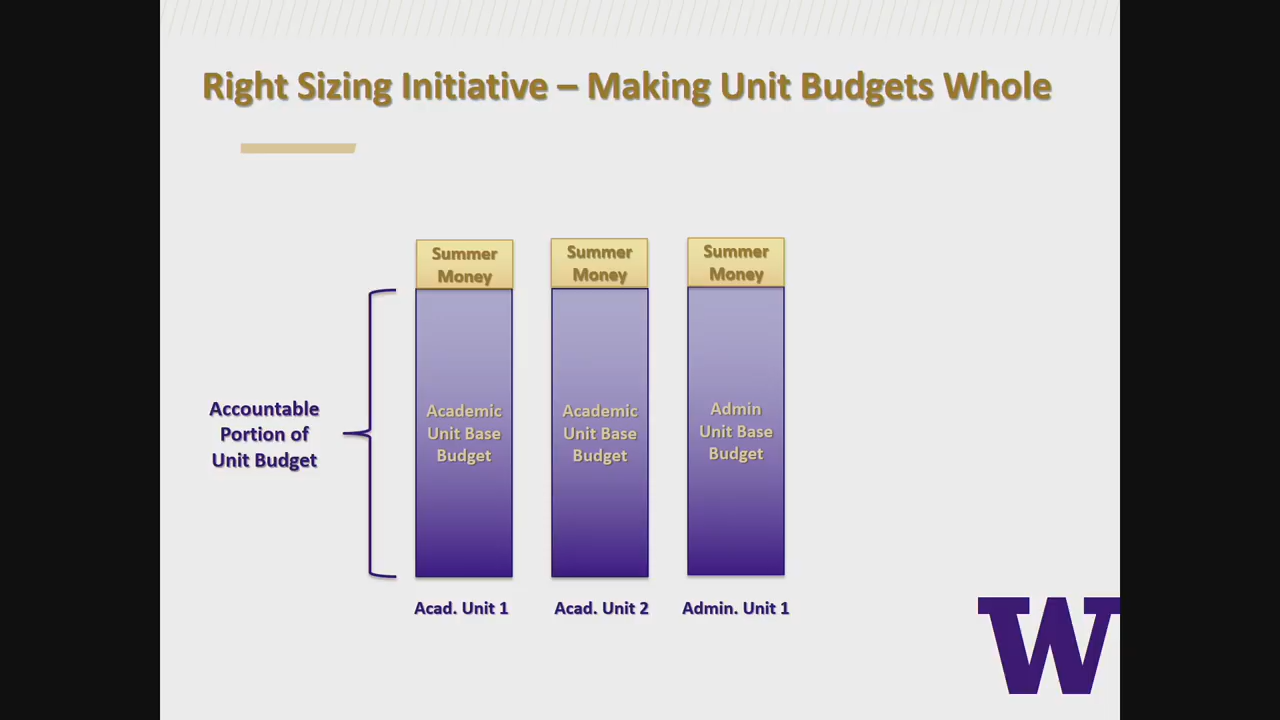 Right Sizing Initiative – Making Unit Budgets Whole
Summer
Money
Summer
Money
Summer
Money
Accountable
Portion of
Unit Budget
Academic
Unit Base
Budget
Academic
Unit Base
Budget
Admin
Unit Base
Budget
Acad. Unit 1
Acad. Unit 2
Admin. Unit 1
W